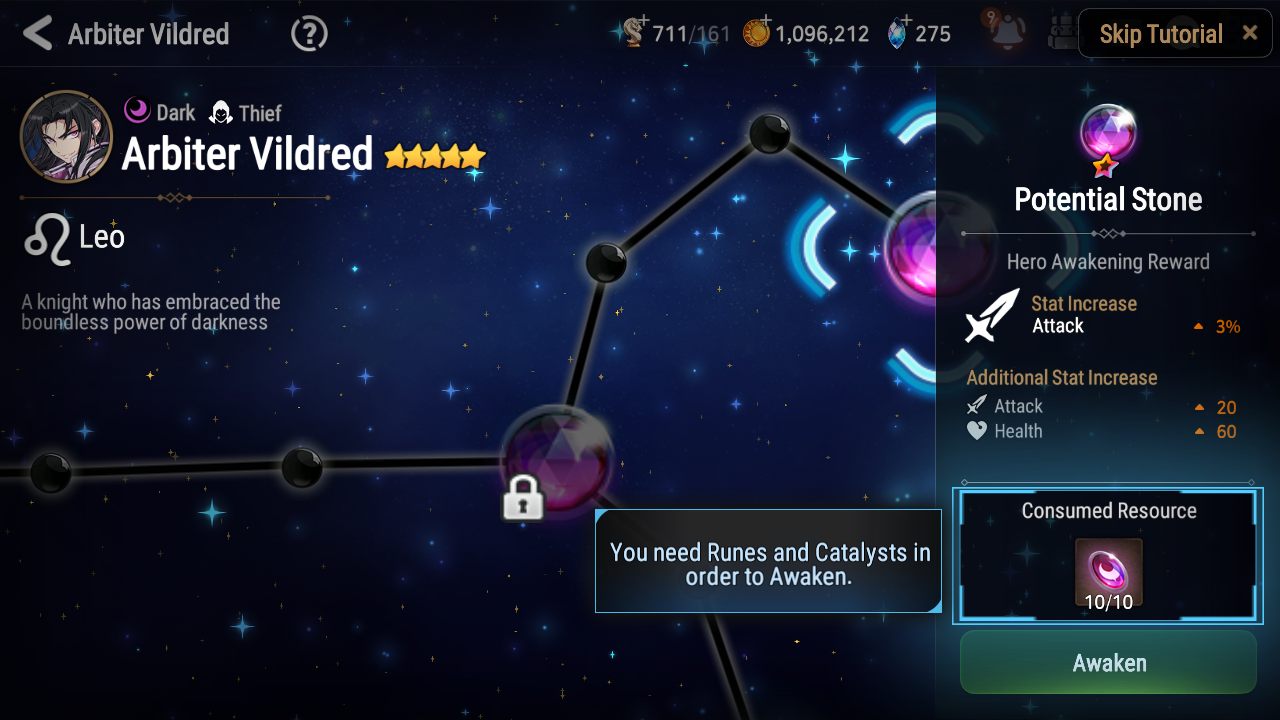 Arbiter Vildred
?
711/161
1,096,212
275
9
Skip Tutorial
Dark
Thief
Arbiter Vildred
Leo
A knight who has embraced the
boundless power of darkness
Potential Stone
Hero Awakening Reward
Stat Increase
Attack
3%
Additional Stat Increase
Attack
20
Health
60
Consumed Resource
10/10
You need Runes and Catalysts in
order to Awaken.
Awaken